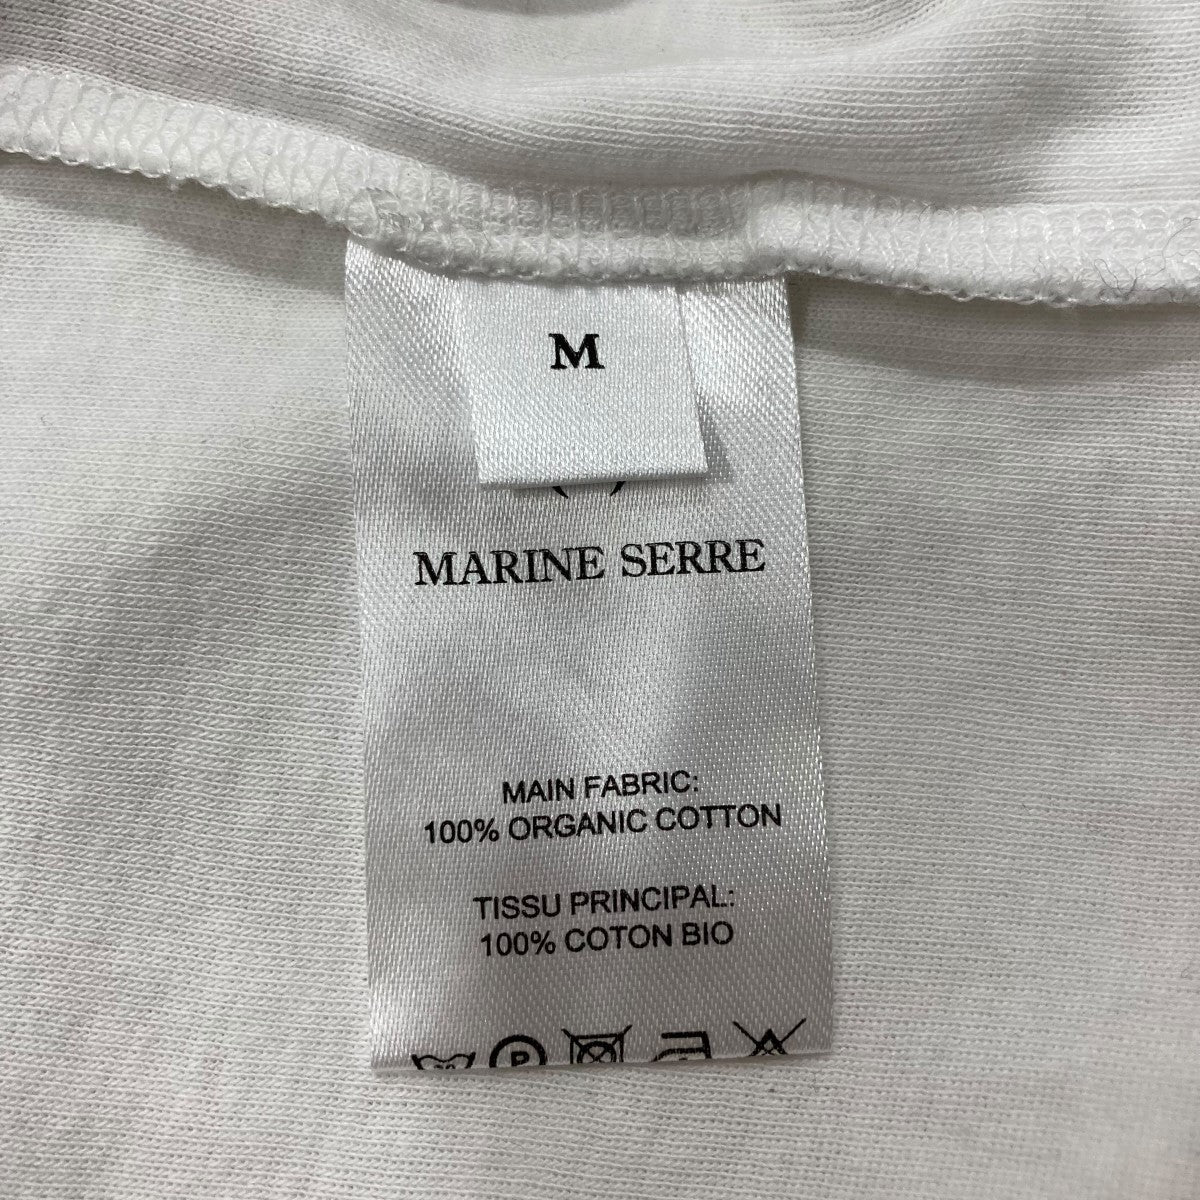 M
MARINE SERRE
MAIN FABRIC:
100% ORGANIC COTTON
TISSU PRINCIPAL:
100% COTON BIO
P